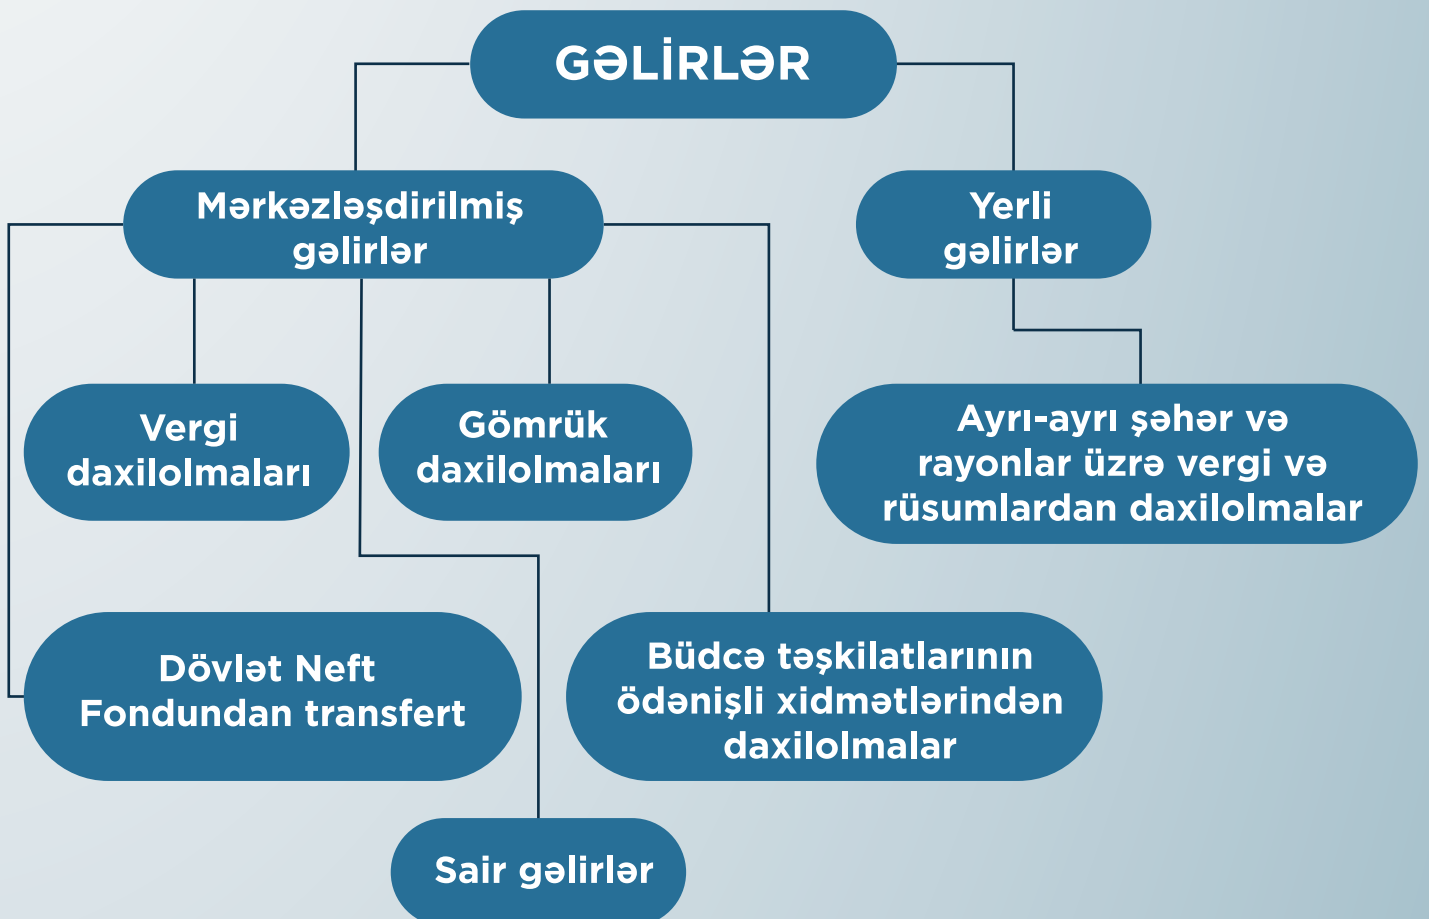 GƏLİRLƏR
Mərkəzləşdirilmiş
gəlirlər
Yerli
gəlirlər
Vergi
daxilolmaları
Gömrük
daxilolmaları
Ayrı-ayrı şəhər və
rayonlar üzrə vergi və
rüsumlardan daxilolmalar
Dövlət Neft
Fondundan transfert
Büdcə təşkilatlarının
ödənişli xidmətlərindən
daxilolmalar
Sair gəlirlər